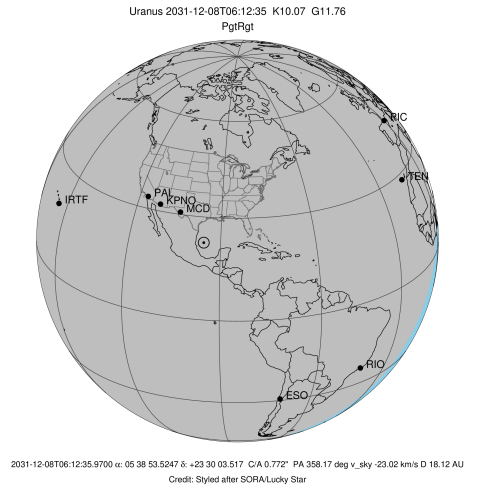 Uranus 2031-12-08T06:12:35 K10.07 G11.76
PgtRgt
RIC
TEN
IRTF
PAL
KPNO
MCD
RIO
ESO
2031-12-08T06:12:35.9700 α: 05 38 53.5247 δ: +23 30 03.517 C/A 0.772" PA 358.17 deg v_sky -23.02 km/s D 18.12 AU
Credit: Styled after SORA/Lucky Star